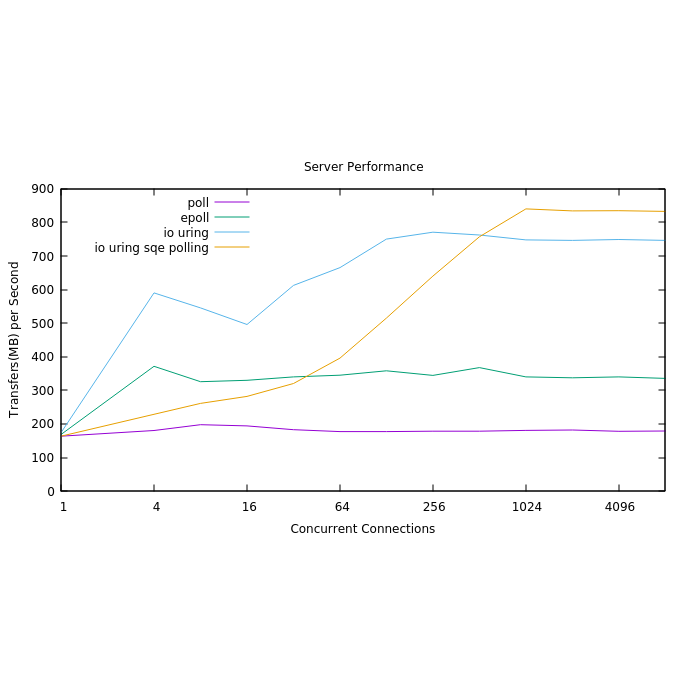 Server Performance
900
800
700
600
500
400
300
200
100
0
Transfers(MB) per Second
poll
epoll
io uring
io uring sqe polling
1 4 16 64 256 1024 4096
Concurrent Connections